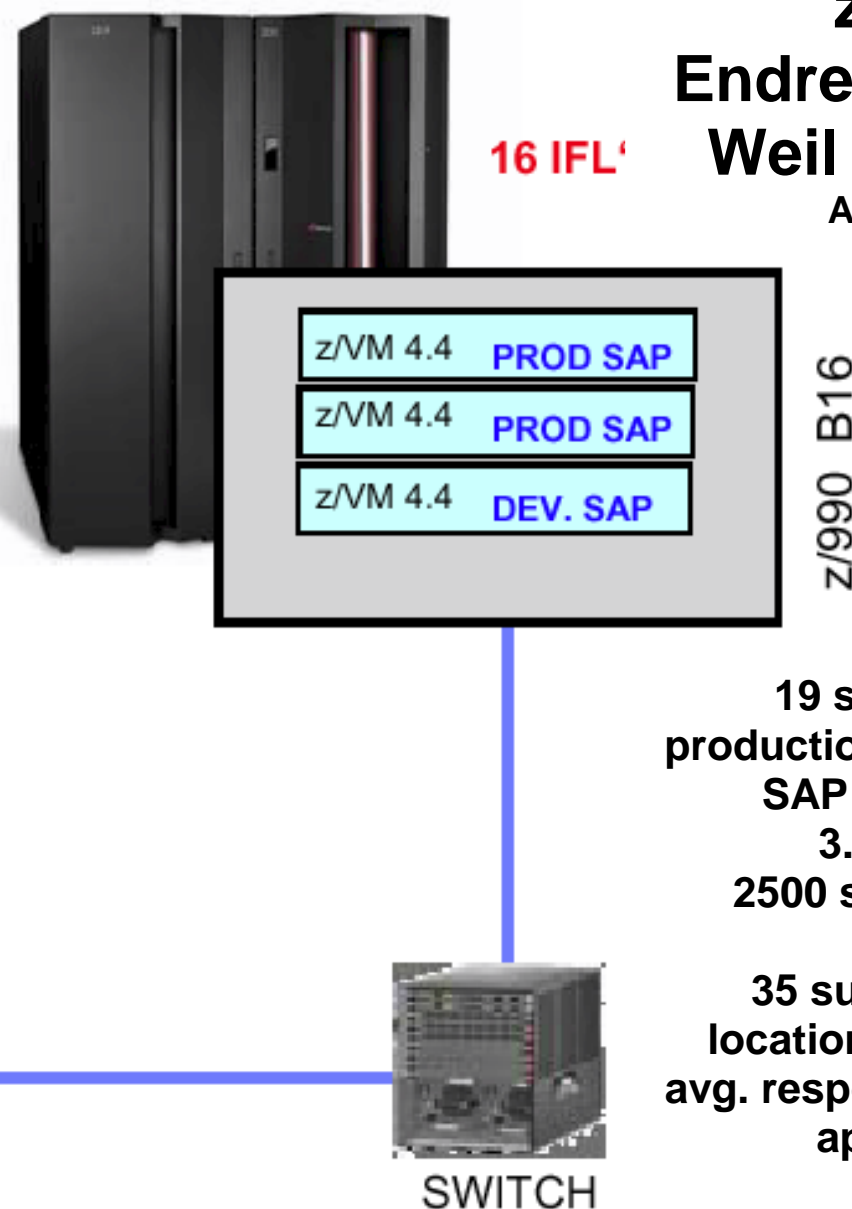 Endre
16 IFL‘
Weil
A
z/VM 4.4 PROD SAP
z/VM 4.4 PROD SAP
z/VM 4.4 DEV. SAP
z/990 B16
19 s
productio
SAP
3.
2500 s
35 su
location
avg. resp
ap
SWITCH